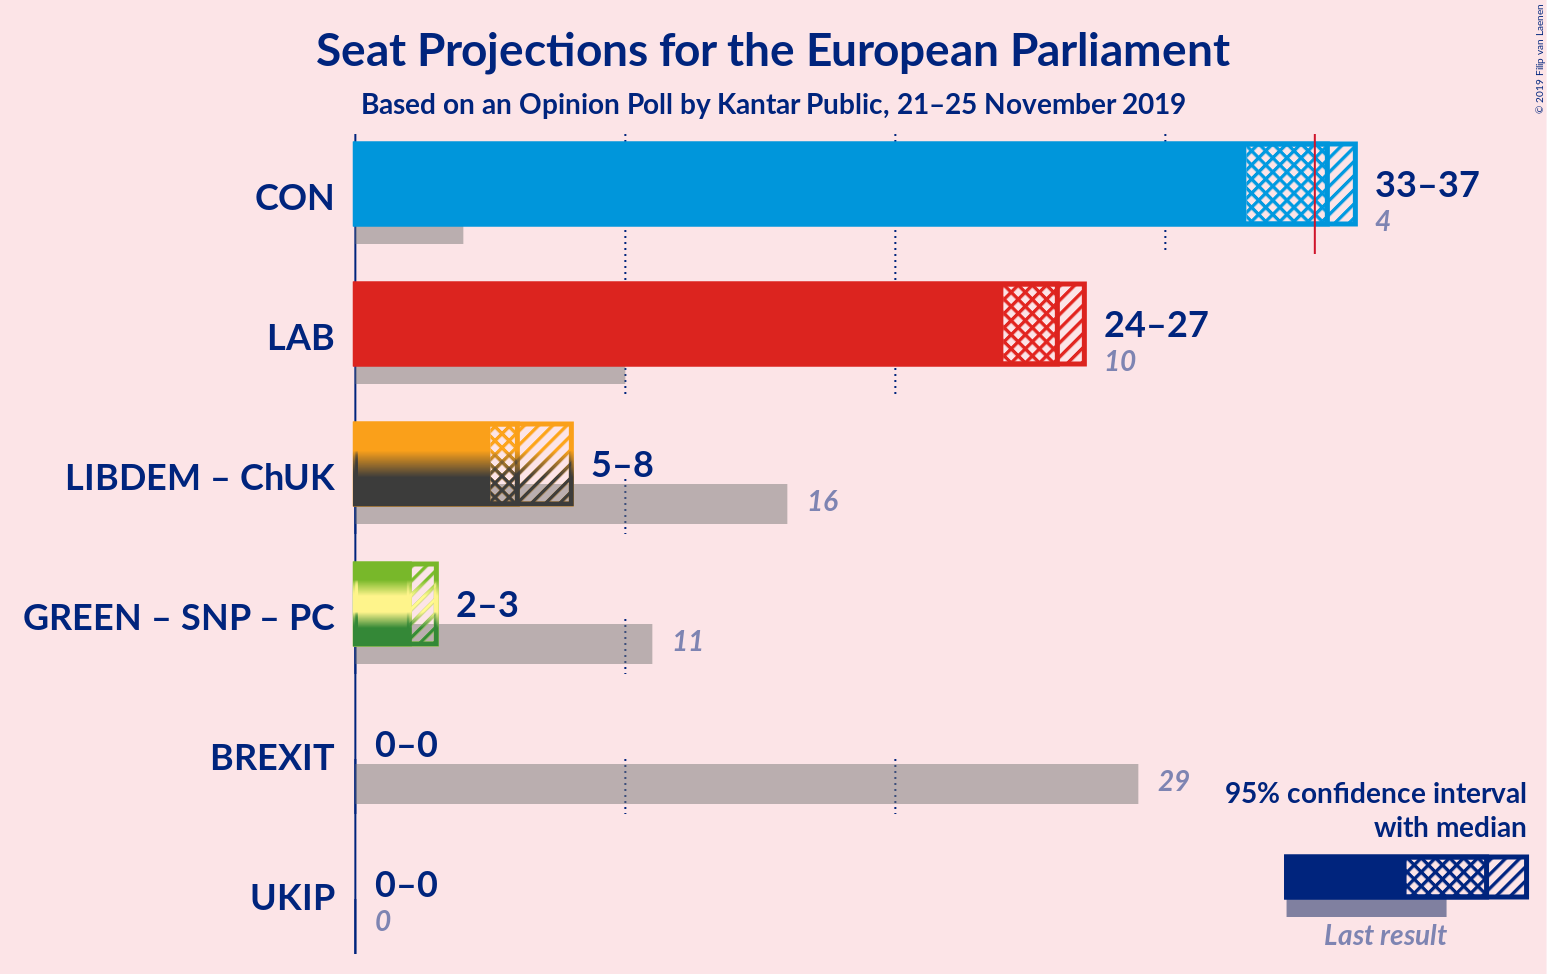 Seat Projections for the European Parliament
Based on an Opinion Poll by Kantar Public, 21–25 November 2019
© 2019 Filip van Laenen
CON
33–37
4
LAB
24–27
10
LIBDEM – ChUK
5–8
16
GREEN – SNP – PC
2–3
11
BREXIT
0–0
29
UKIP
0–0
0
95% confidence interval
with median
Last result